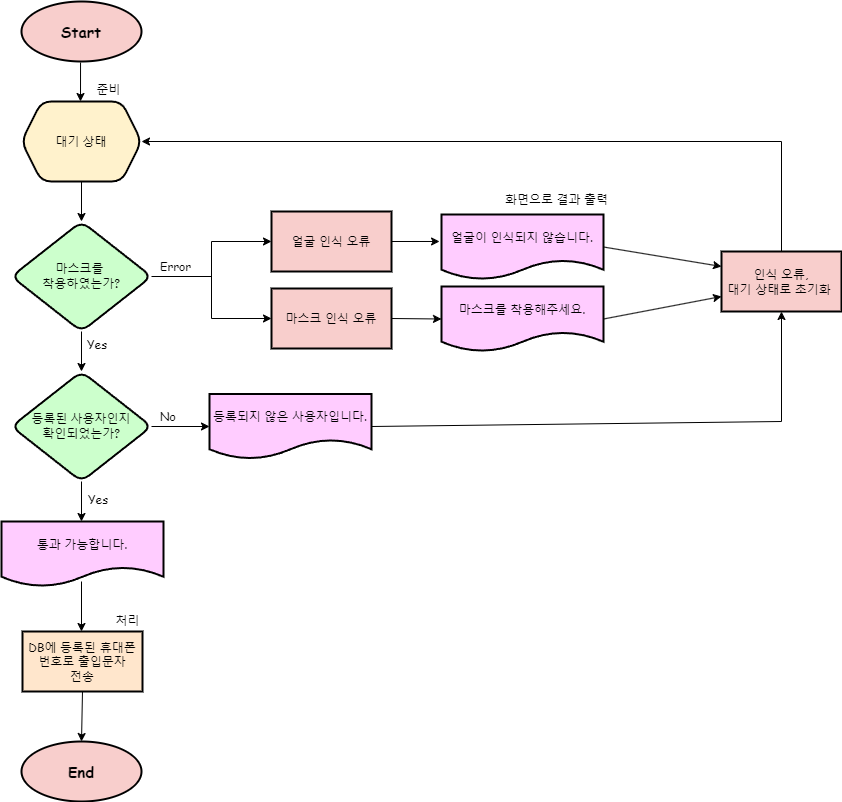 Start
준비
대기 상태
화면으로 결과 출력
마스크를
착용하였는가?
Error
얼굴 인식 오류
얼굴이 인식되지 않습니다.
마스크 인식 오류
마스크를 착용해주세요.
인식 오류,
대기 상태로 초기화
Yes
등록된 사용자인지
확인되었는가?
No
등록되지 않은 사용자입니다.
Yes
통과 가능합니다.
처리
DB에 등록된 휴대폰
번호로 출입문자
전송
End